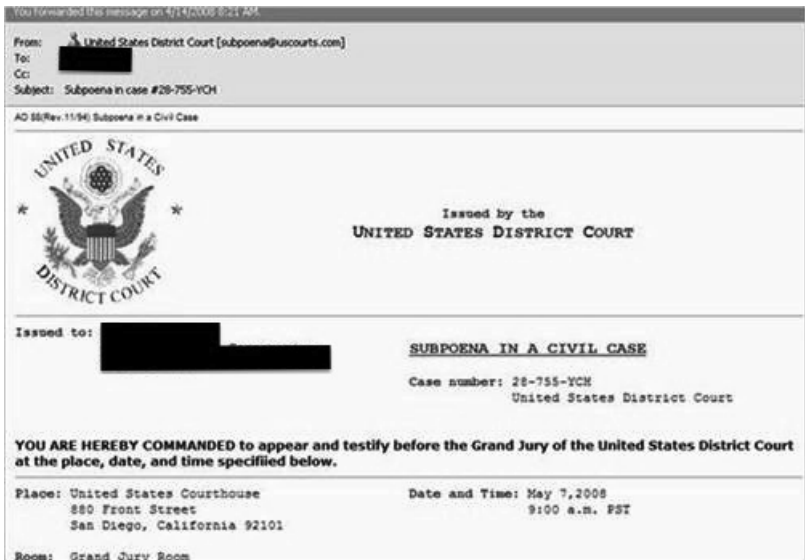 You forwarded this message on 4/14/2008 8:21 AM.
From: United States District Court [subpoena@uscourts.com]
To:
Cc:
Subject: Subpoena in case #28-755-YCH
AO 88(Rev.11/94) Subpoena in a Civil Case
UNITED STATES
DISTRICT COURT
Issued by the
UNITED STATES DISTRICT COURT
Issued to:
SUBPOENA IN A CIVIL CASE
Case number: 28-755-YCH
United States District Court
YOU ARE HEREBY COMMANDED to appear and testify before the Grand Jury of the United States District Court
at the place, date, and time specifiied below.
Place: United States Courthouse
880 Front Street
San Diego, California 92101
Date and Time: May 7,2008
9:00 a.m. PST
Room: Grand Jury Room